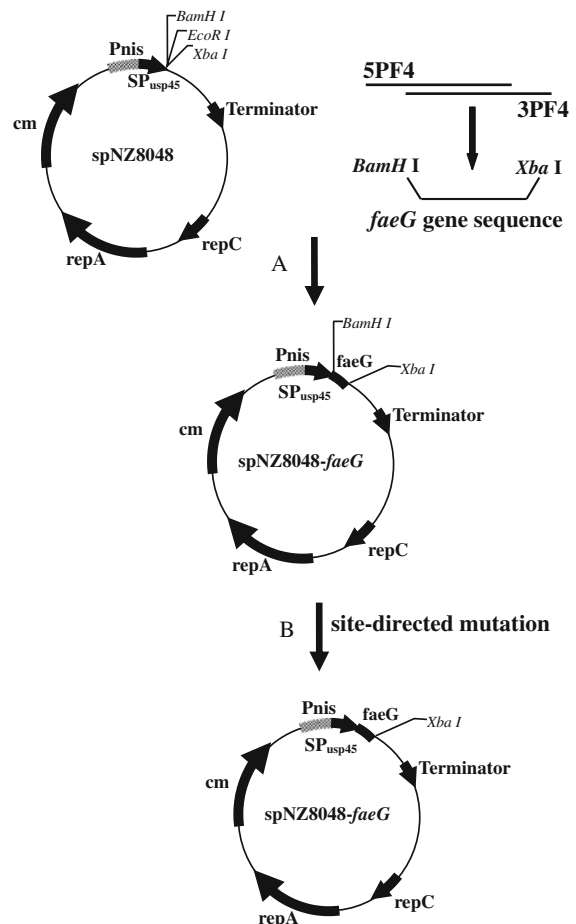 BamH I
EcoR I
Xba I
Pnis
SPusp45
Terminator
cm
spNZ8048
repC
repA
5PF4
3PF4
BamH I
Xba I
faeG gene sequence
A
BamH I
Pnis
faeG
Xba I
SPusp45
Terminator
cm
spNZ8048-faeG
repC
repA
B
site-directed mutation
Pnis
faeG
Xba I
SPusp45
Terminator
cm
spNZ8048-faeG
repC
repA